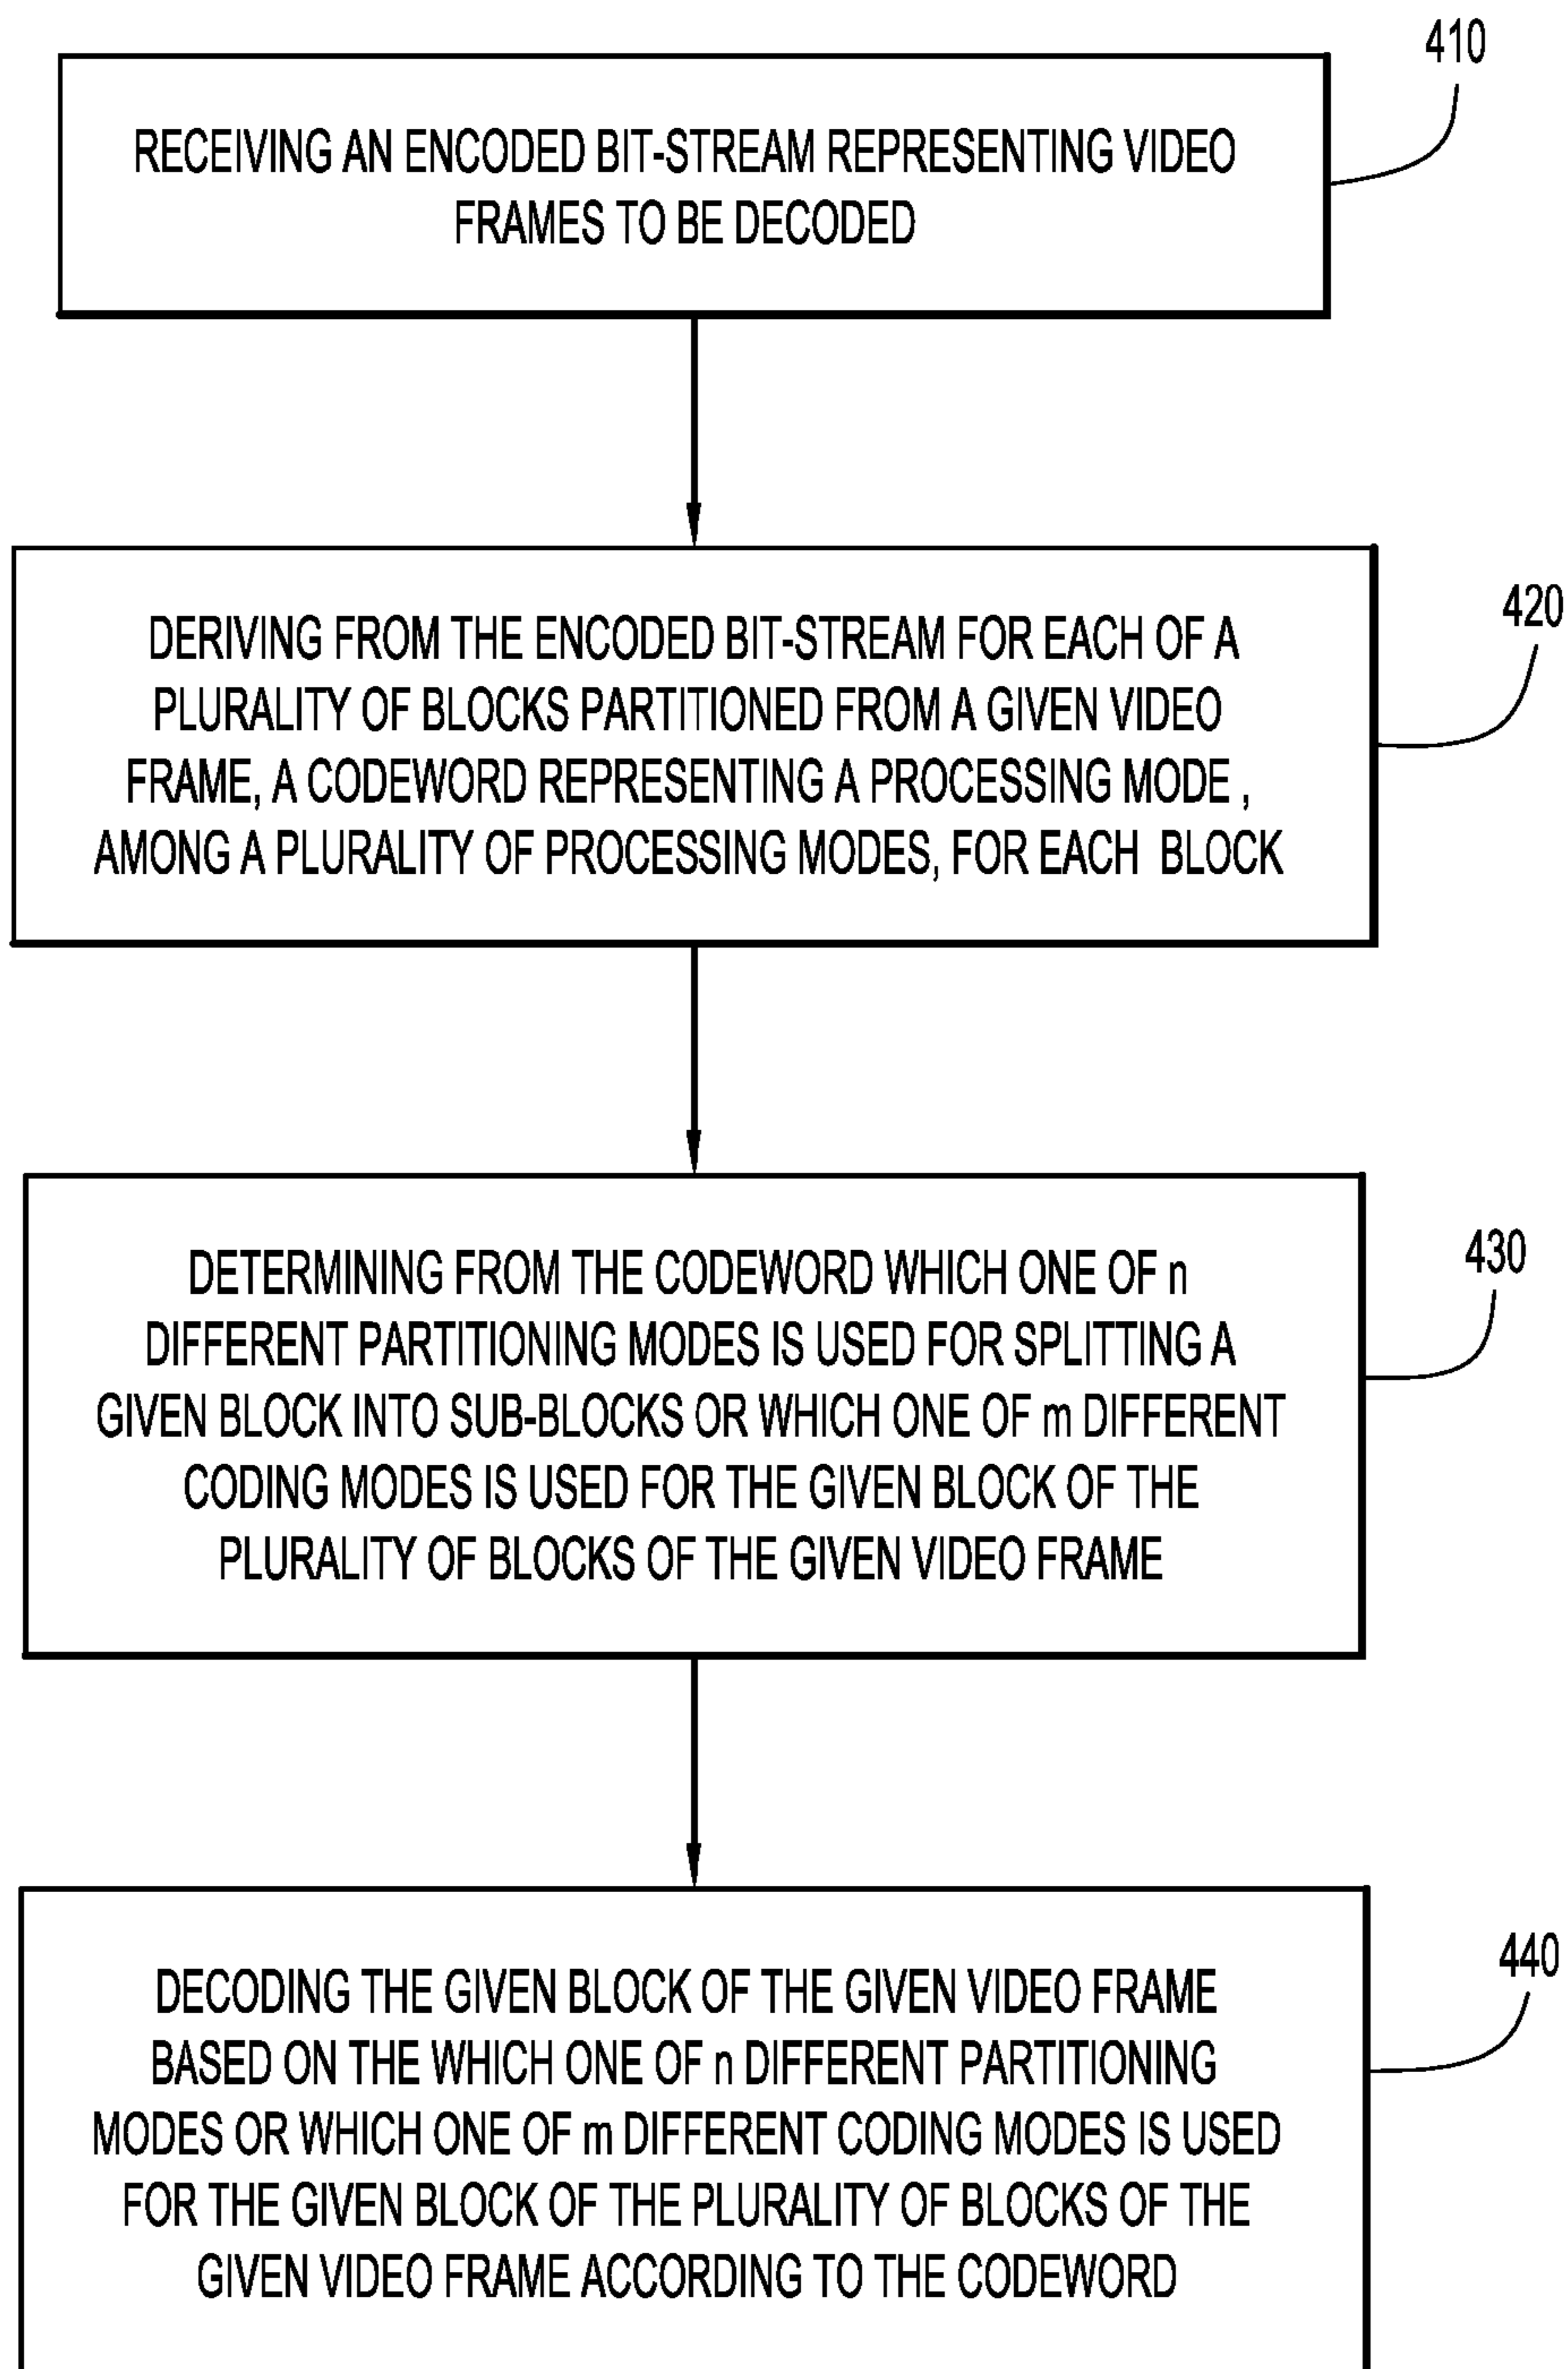 410
RECEIVING AN ENCODED BIT-STREAM REPRESENTING VIDEO
FRAMES TO BE DECODED
420
DERIVING FROM THE ENCODED BIT-STREAM FOR EACH OF A
PLURALITY OF BLOCKS PARTITIONED FROM A GIVEN VIDEO
FRAME, A CODEWORD REPRESENTING A PROCESSING MODE ,
AMONG A PLURALITY OF PROCESSING MODES, FOR EACH BLOCK
430
DETERMINING FROM THE CODEWORD WHICH ONE OF n
DIFFERENT PARTITIONING MODES IS USED FOR SPLITTING A
GIVEN BLOCK INTO SUB-BLOCKS OR WHICH ONE OF m DIFFERENT
CODING MODES IS USED FOR THE GIVEN BLOCK OF THE
PLURALITY OF BLOCKS OF THE GIVEN VIDEO FRAME
440
DECODING THE GIVEN BLOCK OF THE GIVEN VIDEO FRAME
BASED ON THE WHICH ONE OF n DIFFERENT PARTITIONING
MODES OR WHICH ONE OF m DIFFERENT CODING MODES IS USED
FOR THE GIVEN BLOCK OF THE PLURALITY OF BLOCKS OF THE
GIVEN VIDEO FRAME ACCORDING TO THE CODEWORD